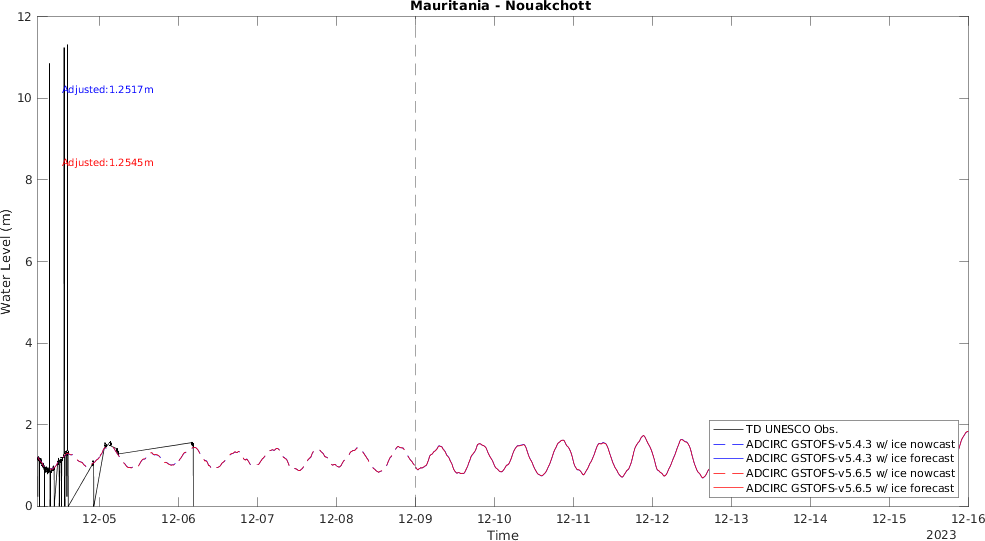 Mauritania - Nouakchott
12
10
8
6
4
2
0
Water Level (m)
Adjusted:1.2517m
Adjusted:1.2545m
TD UNESCO Obs.
ADCIRC GSTOFS-v5.4.3 w/ ice nowcast
ADCIRC GSTOFS-v5.4.3 w/ ice forecast
ADCIRC GSTOFS-v5.6.5 w/ ice nowcast
ADCIRC GSTOFS-v5.6.5 w/ ice forecast
12-05 12-06 12-07 12-08 12-09 12-10 12-11 12-12 12-13 12-14 12-15 12-16
Time
2023